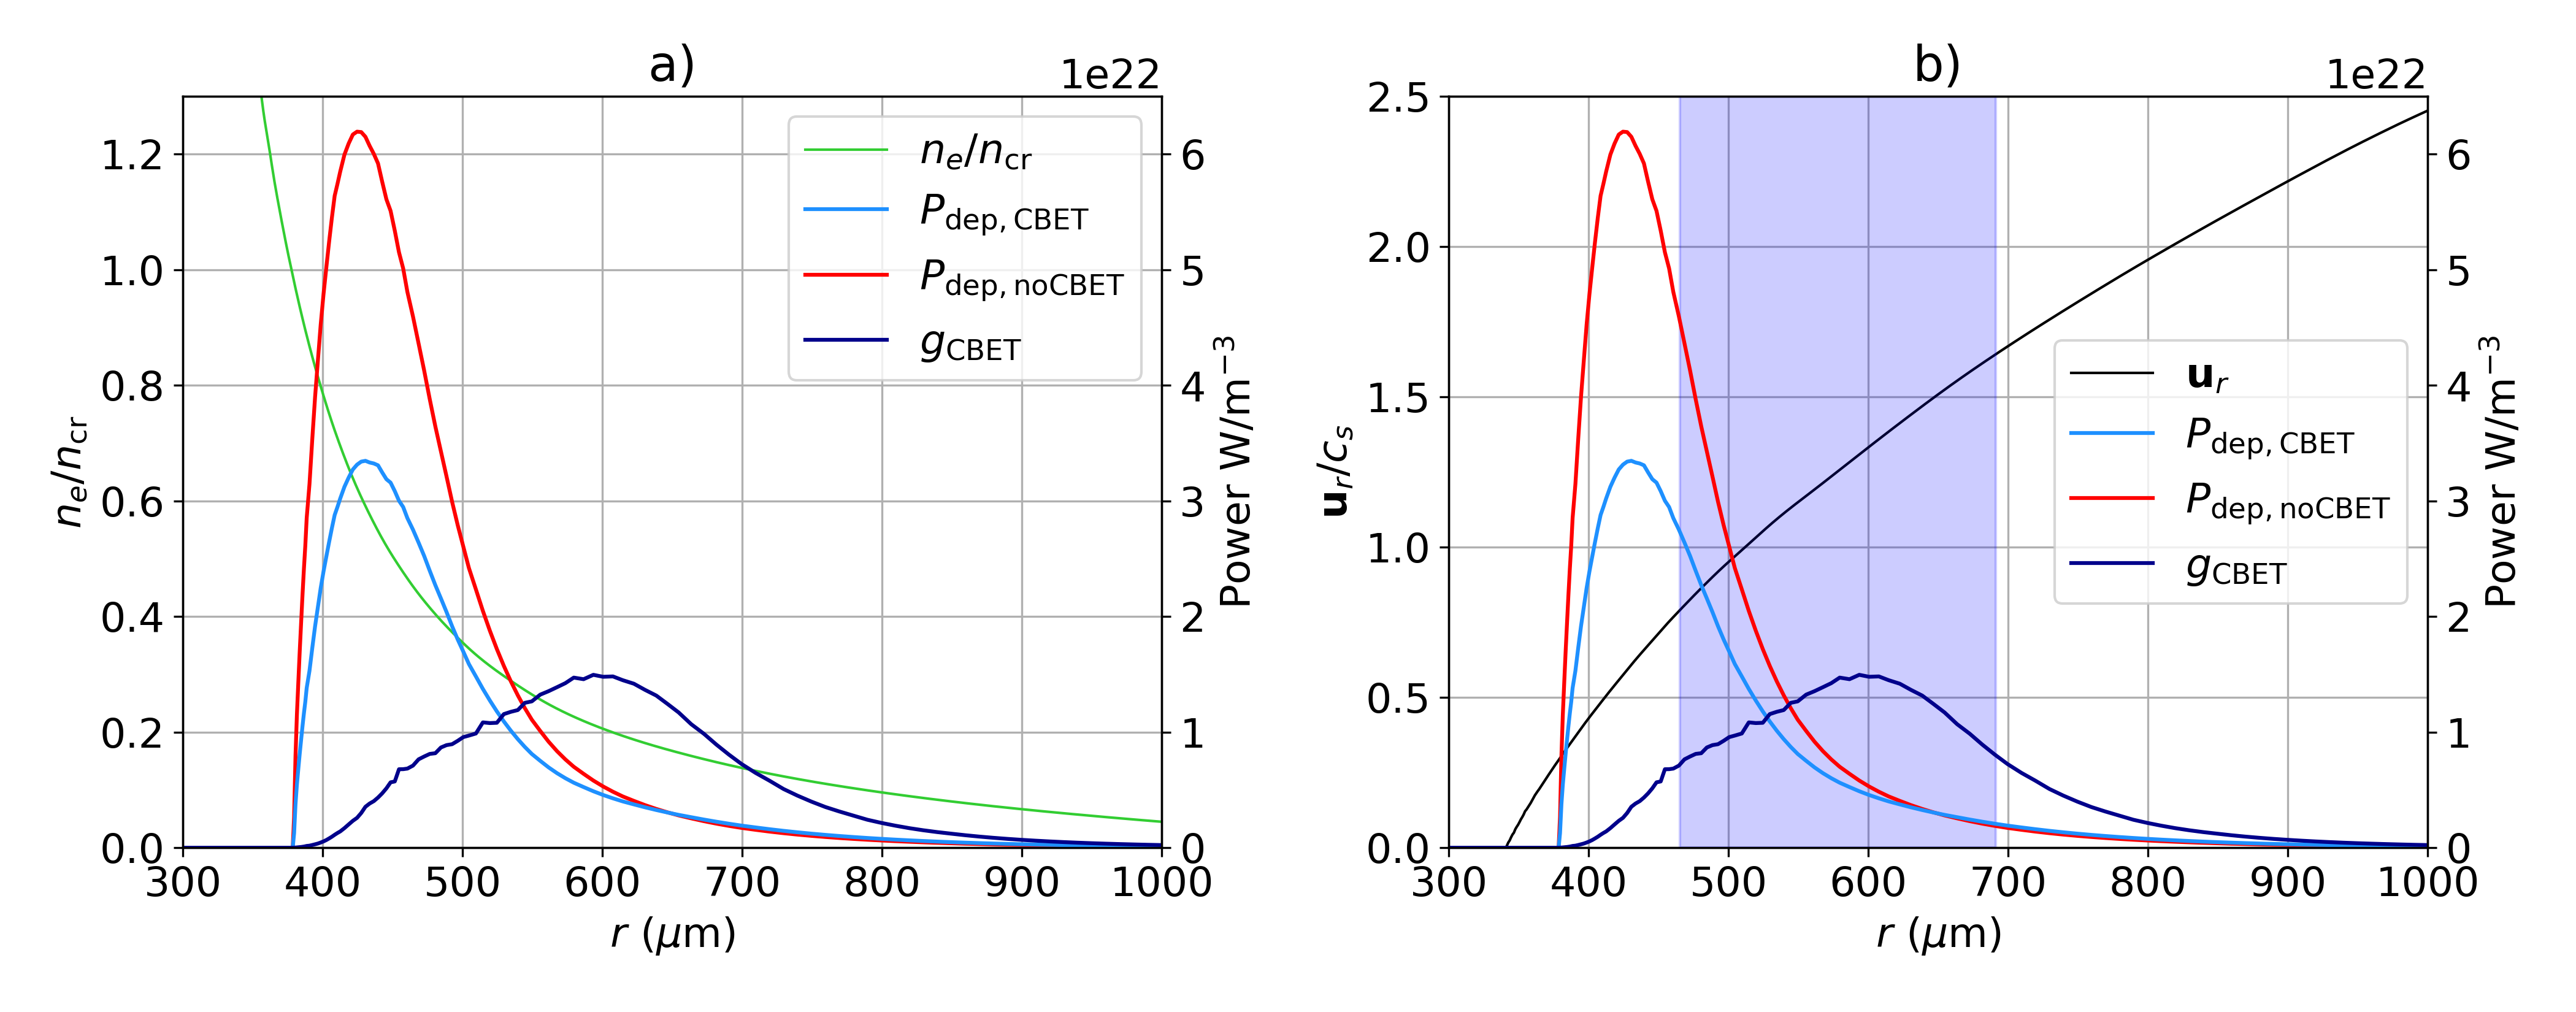 a)
1e22
1.2
1.0
0.8
0.6
0.4
0.2
0.0
n_e/n_cr
300 400 500 600 700 800 900 1000
r (μm)
6
5
4
3
2
1
0
Power W/m⁻³
n_e/n_cr
P_dep, CBET
P_dep, noCBET
g_CBET
b)
1e22
2.5
2.0
1.5
1.0
0.5
0.0
u_r/c_s
300 400 500 600 700 800 900 1000
r (μm)
6
5
4
3
2
1
0
Power W/m⁻³
u_r
P_dep, CBET
P_dep, noCBET
g_CBET